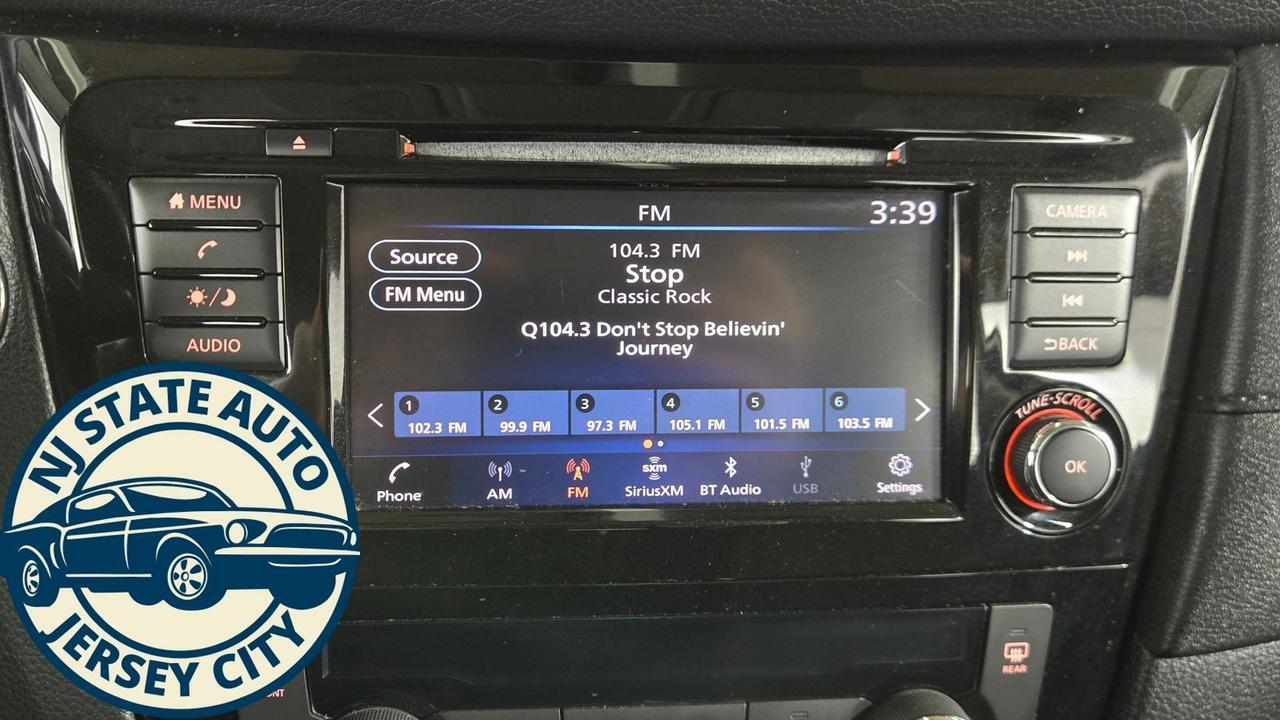 MENU
AUDIO
FM
3:39
Source
FM Menu
104.3 FM
Stop
Classic Rock
Q104.3 Don't Stop Believin'
Journey
1
102.3 FM
2
99.9 FM
3
97.3 FM
4
105.1 FM
5
101.5 FM
6
103.5 FM
Phone
AM
FM
sxm
SiriusXM
BT Audio
USB
Settings
CAMERA
BACK
TUNE-SCROLL
OK
REAR
NJ STATE AUTO
JERSEY CITY